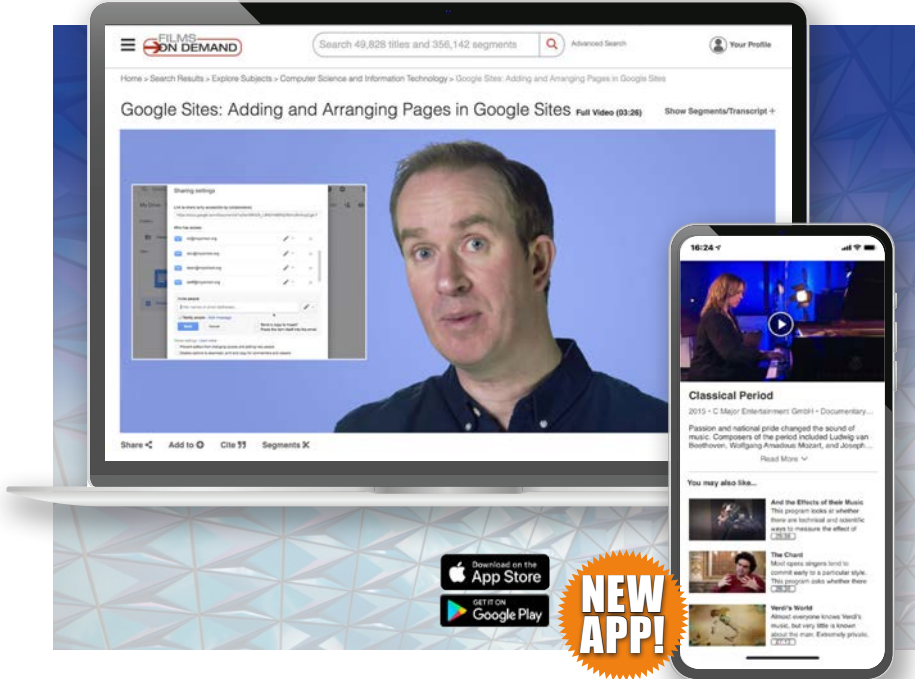 FILMS
ON DEMAND
Search 49,828 titles and 356,142 segments
Advanced Search
Your Profile
Home > Search Results > Explore Subjects > Computer Science and Information Technology > Google Sites: Adding and Arranging Pages in Google Sites
Google Sites: Adding and Arranging Pages in Google Sites Full Video (03:26)
Show Segments/Transcript +
Sharing settings
Who has access
Invite people
Share
Add to
Cite
Segments
16:24
Classical Period
2015 • C Major Entertainment GmbH • Documentary...
Passion and national pride changed the sound of
music. Composers of the period included Ludwig van
Beethoven, Wolfgang Amadeus Mozart, and Joseph...
Read More
You may also like...
And the Effects of their Music
This program looks at whether
there are technical and scientific
ways to measure the effect of
The Chant
Most opera singers tend to
commit early to a particular style.
This program asks whether there
Verdi's World
Almost everyone knows Verdi's
music, but very little is known
about the man. Extremely private,
Download on the
App Store
GET IT ON
Google Play
NEW
APP!